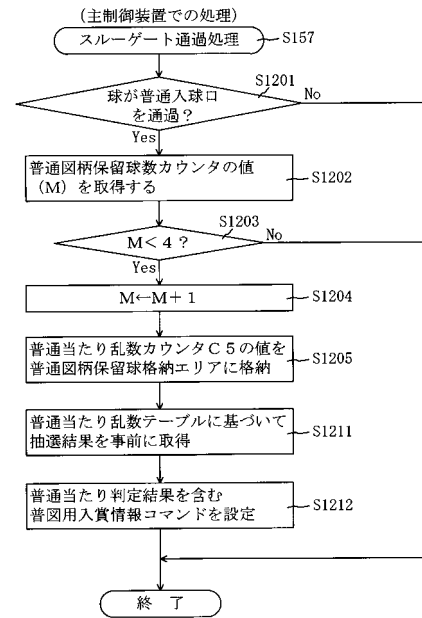 (主制御装置での処理)
スルーゲート通過処理
S157
球が普通入球口
を通過?
S1201
No
Yes
普通図柄保留球数カウンタの値
(M)を取得する
S1202
M<4?
S1203
No
Yes
M←M+1
S1204
普通当たり乱数カウンタC5の値を
普通図柄保留球格納エリアに格納
S1205
普通当たり乱数テーブルに基づいて
抽選結果を事前に取得
S1211
普通当たり判定結果を含む
普図用入賞情報コマンドを設定
S1212
終 了